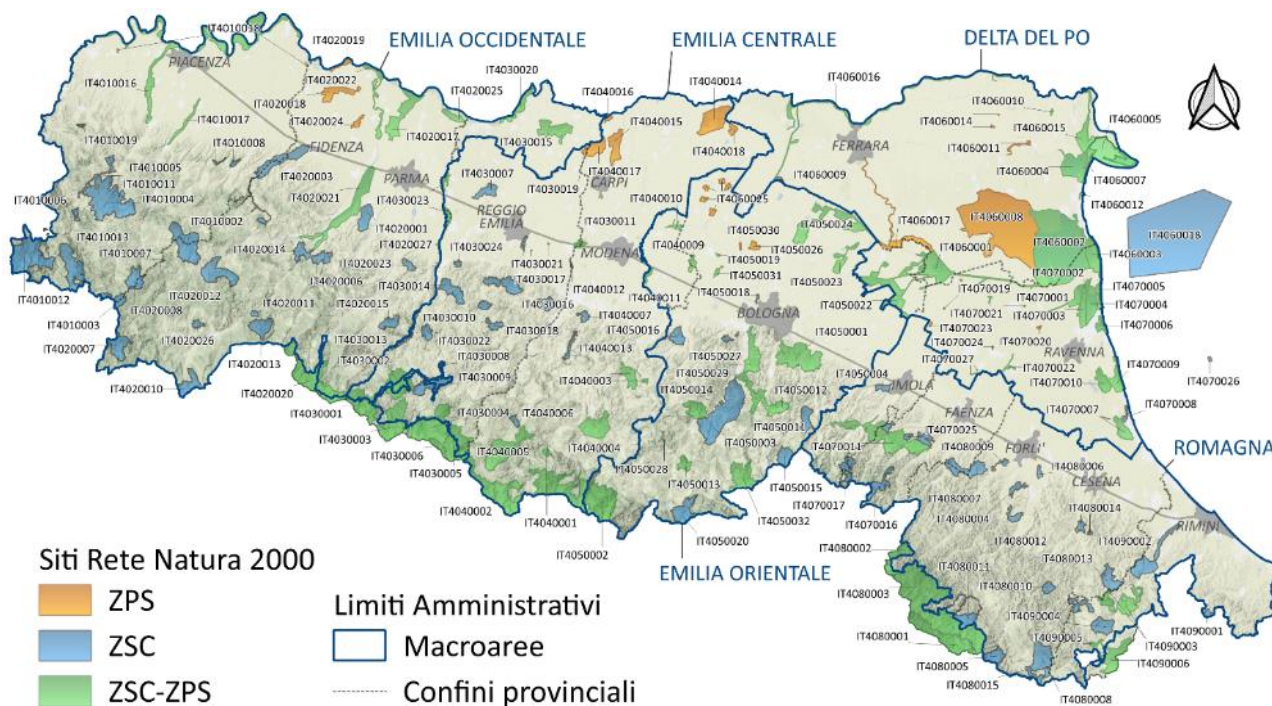 IT4010018
IT4020019
EMILIA OCCIDENTALE
EMILIA CENTRALE
DELTA DEL PO
PIACENZA
IT4020022
IT4030020
IT4040014
IT4060016
IT4010016
IT4020025
IT4040016
IT4060010
IT4020018
IT4040015
IT4060014
IT4060015
IT4060005
IT4010017
IT4020024
IT4020017
IT4030015
IT4040018
FERRARA
IT4060011
IT4010019
IT4010008
FIDENZA
IT4040017
IT4060004
IT4010005
IT4020003
PARMA
IT4030007
IT4030019
CARPI
IT4060009
IT4060007
IT4010011
IT4020021
IT4030023
IT4040010
IT4060012
IT4010006
IT4010004
IT4010002
REGGIO
EMILIA
IT4030011
IT4050030
IT4050024
IT4060017
IT4060008
IT4060018
IT4010013
IT4020001
IT4030024
MODENA
IT4040009
IT4050026
IT4060001
IT4060002
IT4010007
IT4020014
IT4020027
IT4030021
IT4050019
IT4060003
IT4020023
IT4030017
IT4050031
IT4050023
IT4070002
IT4010012
IT4020006
IT4030014
IT4040012
IT4040011
IT4050018
IT4070019
IT4070005
IT4020012
IT4020011
IT4020015
IT4030016
IT4040007
BOLOGNA
IT4050022
IT4070021
IT4070001
IT4070004
IT4010003
IT4020008
IT4030010
IT4030018
IT4050016
IT4050001
IT4070003
IT4070006
IT4020007
IT4020026
IT4030013
IT4030022
IT4040013
IT4050027
IT4070023
IT4070024
IT4070020
RAVENNA
IT4030002
IT4030008
IT4050029
IT4070027
IT4070022
IT4070009
IT4020013
IT4030009
IT4040003
IT4050014
IT4050012
IT4050004
IMOLA
IT4070010
IT4070026
IT4020010
IT4020020
IT4030001
IT4030004
IT4040006
FAENZA
IT4070007
IT4070008
IT4030003
IT4040004
IT4050003
IT4070011
IT4070025
FORLI'
IT4030006
IT4040005
IT4080009
ROMAGNA
IT4030005
IT4050028
IT4080006
IT4050013
IT4050015
CESENA
IT4040002
IT4040001
IT4070017
IT4080007
IT4080014
IT4050032
IT4070016
IT4080004
IT4090002
RIMINI
IT4050002
IT4050020
IT4080002
IT4080012
Siti Rete Natura 2000
EMILIA ORIENTALE
IT4080011
IT4080013
ZPS
Limiti Amministrativi
IT4080003
IT4080010
ZSC
Macroaree
IT4090004
IT4090001
IT4080001
IT4090005
IT4090003
ZSC-ZPS
Confini provinciali
IT4080005
IT4090006
IT4080015
IT4080008